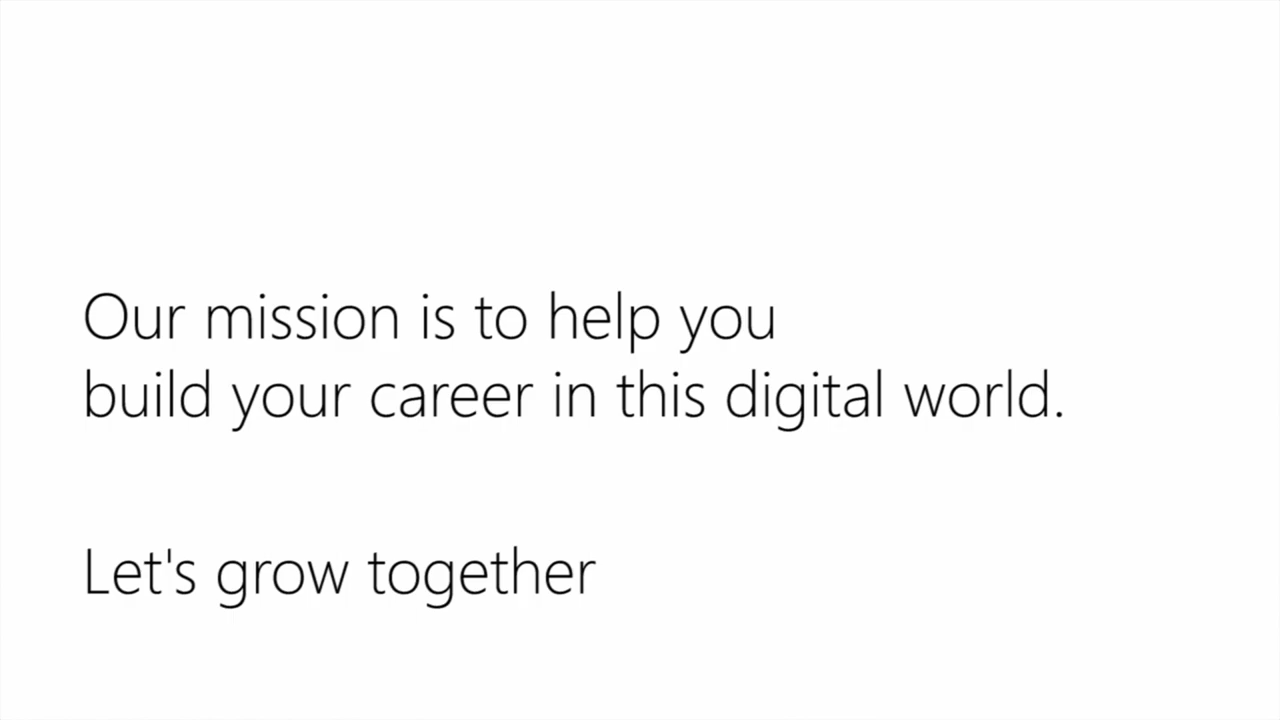 Our mission is to help you
build your career in this digital world.
Let's grow together